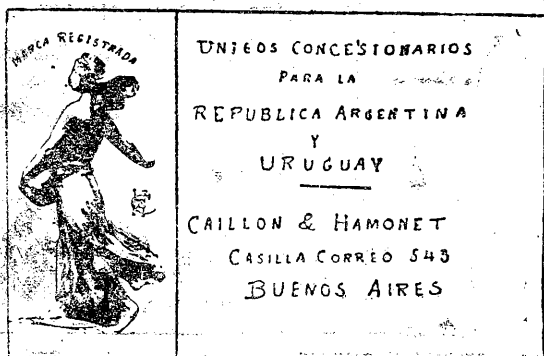 MARCA REGISTRADA
UNICOS CONCESIONARIOS
PARA LA
REPUBLICA ARGENTINA
Y
URUGUAY
CAILLON & HAMONET
CASILLA CORREO 543
BUENOS AIRES